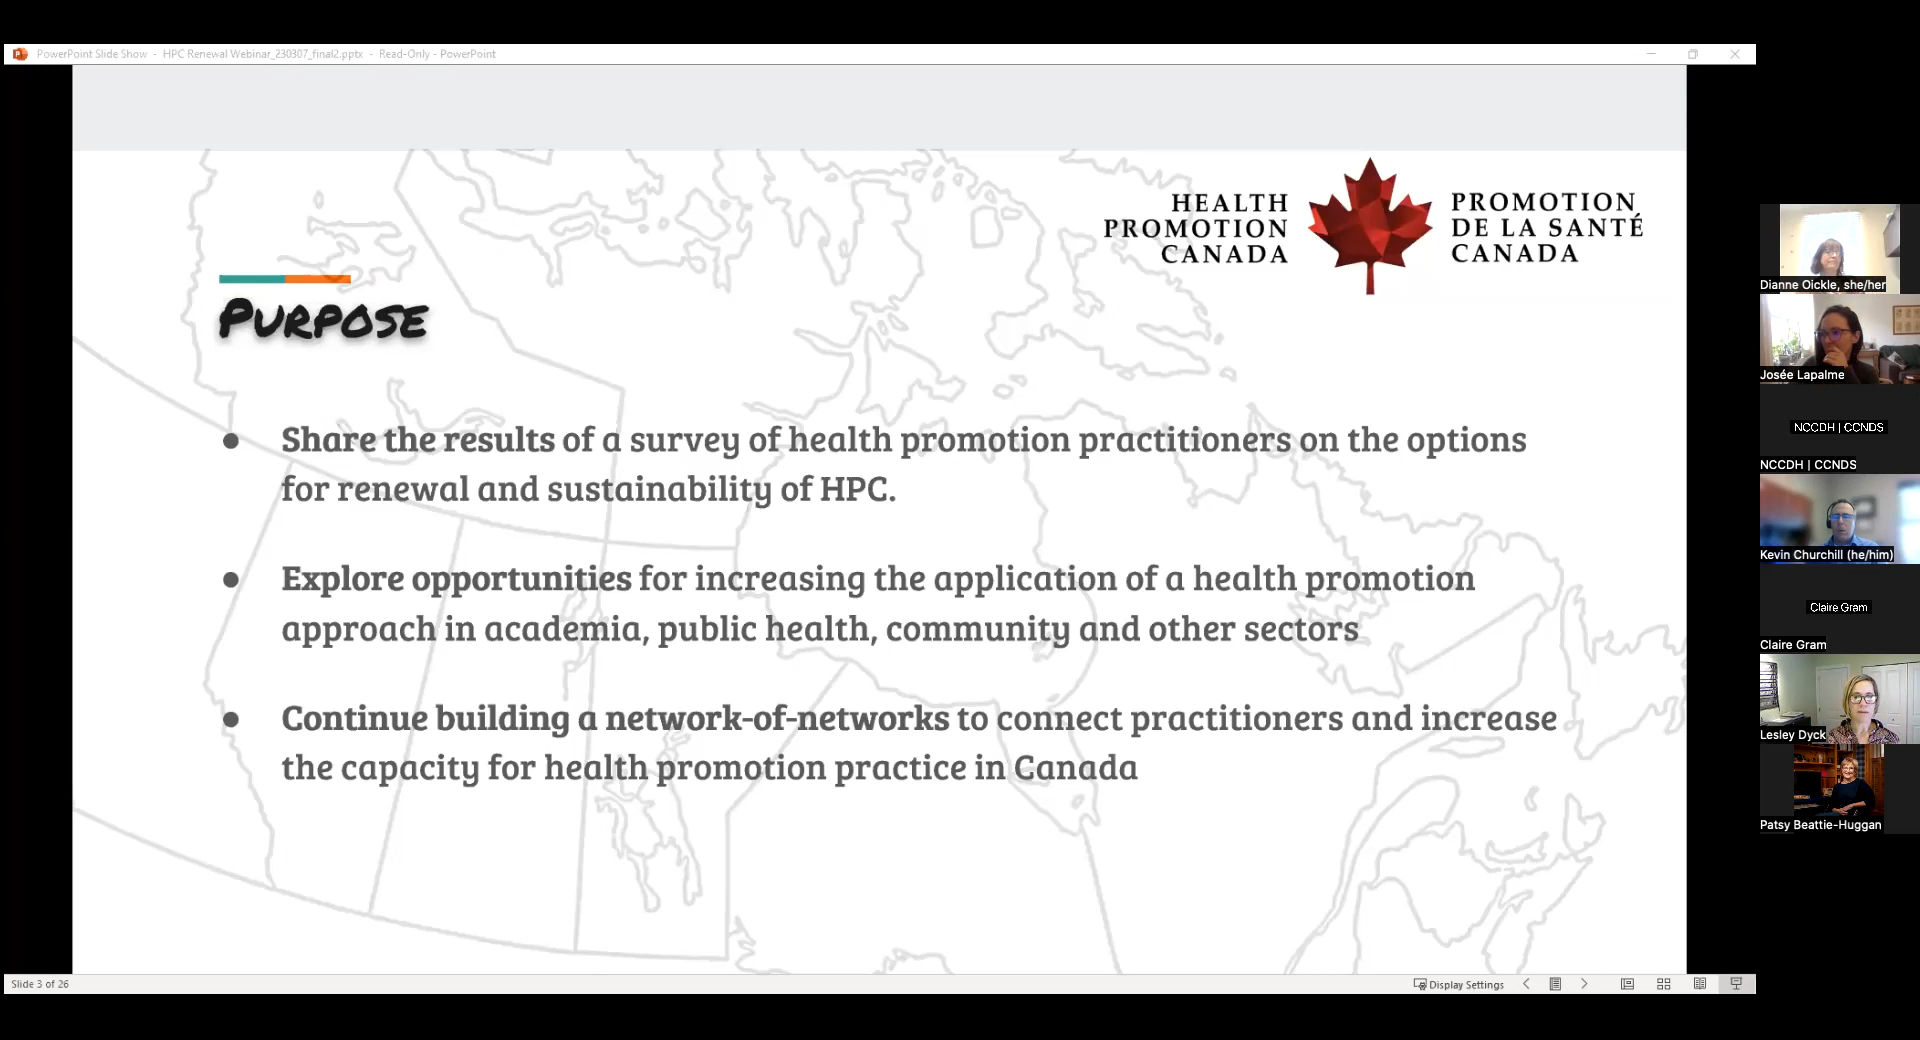 PowerPoint Slide Show - HPC Renewal Webinar_230307_final2.pptx - Read-Only - PowerPoint
HEALTH
PROMOTION
CANADA
PROMOTION
DE LA SANTÉ
CANADA
PURPOSE
● Share the results of a survey of health promotion practitioners on the options
for renewal and sustainability of HPC.
● Explore opportunities for increasing the application of a health promotion
approach in academia, public health, community and other sectors
● Continue building a network-of-networks to connect practitioners and increase
the capacity for health promotion practice in Canada
Slide 3 of 26
Display Settings
Dianne Oickle, she/her
Josée Lapalme
NCCDH | CCNDS
NCCDH | CCNDS
Kevin Churchill (he/him)
Claire Gram
Claire Gram
Lesley Dyck
Patsy Beattie-Huggan